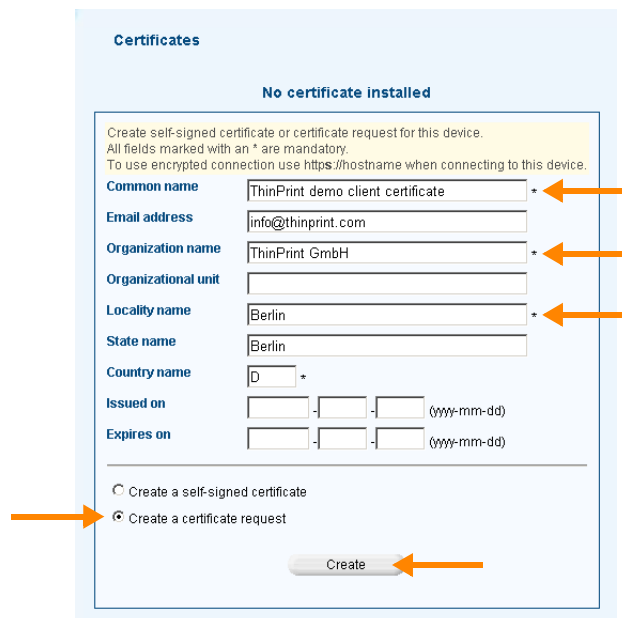 Certificates
No certificate installed
Create self-signed certificate or certificate request for this device.
All fields marked with an * are mandatory.
To use encrypted connection use https://hostname when connecting to this device.
Common name ThinPrint demo client certificate *
Email address info@thinprint.com
Organization name ThinPrint GmbH *
Organizational unit
Locality name Berlin *
State name Berlin
Country name D *
Issued on - - (yyyy-mm-dd)
Expires on - - (yyyy-mm-dd)
Create a self-signed certificate
Create a certificate request
Create